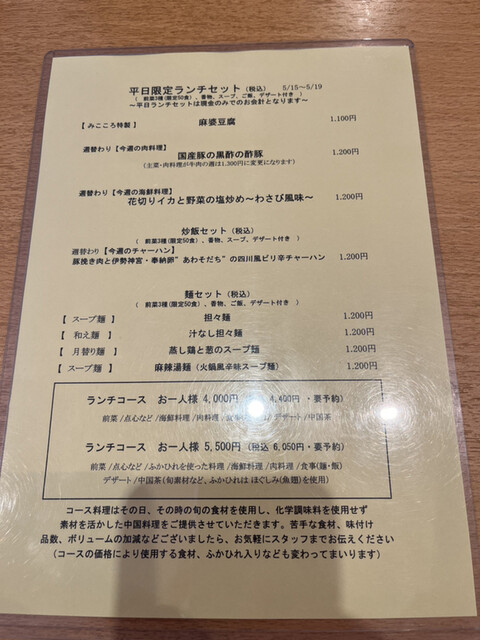 平日限定ランチセット（税込） 5/15～5/19
（ 前菜3種(限定50食)、香物、スープ、ご飯、デザート付き ）
～平日ランチセットは現金のみでのお会計となります～
【 みこころ特製 】 麻婆豆腐 1,100円
週替わり【今週の肉料理】
国産豚の黒酢の酢豚 1,200円
（主菜・肉料理が牛肉の週は1,300円に変更になります）
週替わり【今週の海鮮料理】
花切りイカと野菜の塩炒め～わさび風味～ 1,200円
炒飯セット（税込）
（ 前菜3種(限定50食)、香物、スープ、デザート付き ）
週替わり【今週のチャーハン】
豚挽き肉と伊勢神宮・奉納卵"あわそだち"の四川風ピリ辛チャーハン 1,200円
麺セット（税込）
（ 前菜3種(限定50食)、香物、ご飯、デザート付き ）
【 スープ麺 】 担々麺 1,200円
【 和え麺 】 汁なし担々麺 1,200円
【 月替り麺 】 蒸し鶏と葱のスープ麺 1,200円
【 スープ麺 】 麻辣湯麺（火鍋風辛味スープ麺） 1,200円
ランチコース お一人様 4,000円 4,400円 ・要予約）
前菜/点心など/海鮮料理/肉料理/ デザート/中国茶
ランチコース お一人様 5,500円（税込 6,050円・要予約）
前菜/点心など/ふかひれを使った料理/海鮮料理/肉料理/食事(麺・飯)
デザート/中国茶(旬素材など、ふかひれは ほぐしみ(魚翅)を使用)
コース料理はその日、その時の旬の食材を使用し、化学調味料を使用せず
素材を活かした中国料理をご提供させていただきます。苦手な食材、味付け
品数、ボリュームの加減などございましたら、お気軽にスタッフまでお伝えください
（コースの価格により使用する食材、ふかひれ入りなども変わってまいります）